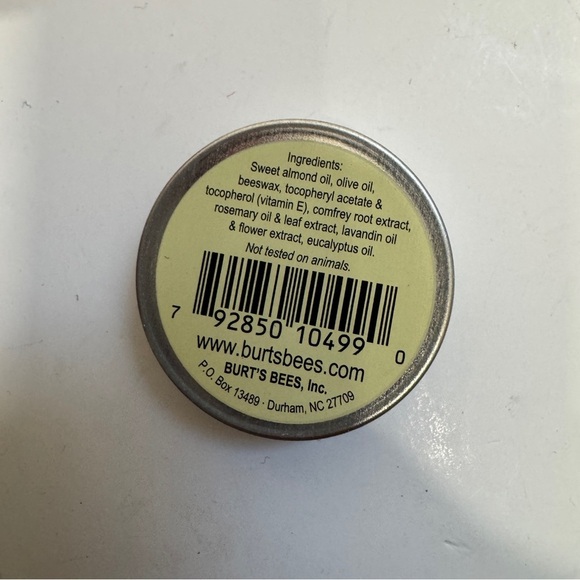 Ingredients:
Sweet almond oil, olive oil,
beeswax, tocopheryl acetate &
tocopherol (vitamin E), comfrey root extract,
rosemary oil & leaf extract, lavandin oil
& flower extract, eucalyptus oil.
Not tested on animals.
7 92850 10499 0
www.burtsbees.com
BURT'S BEES, Inc.
P.O. Box 13489 · Durham, NC 27709